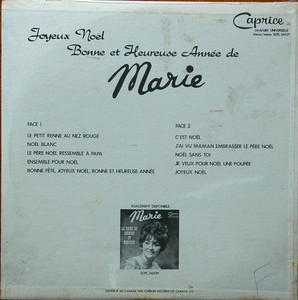 Joyeux Noël
Bonne et Heureuse Année de
Marie
Caprice
GRAVURE UNIVERSELLE
FACE 1
LE PETIT RENNE AU NEZ ROUGE
NOËL BLANC
LE PÈRE NOËL RESSEMBLE À PAPA
ENSEMBLE POUR NOËL
BONNE FÊTE, JOYEUX NOËL, BONNE ET HEUREUSE ANNÉE
FACE 2
C'EST NOËL
J'AI VU MAMAN EMBRASSER LE PÈRE NOËL
NOËL SANS TOI
JE VEUX POUR NOËL UNE POUPÉE
JOYEUX NOËL
EGALEMENT DISPONIBLE
Marie
F